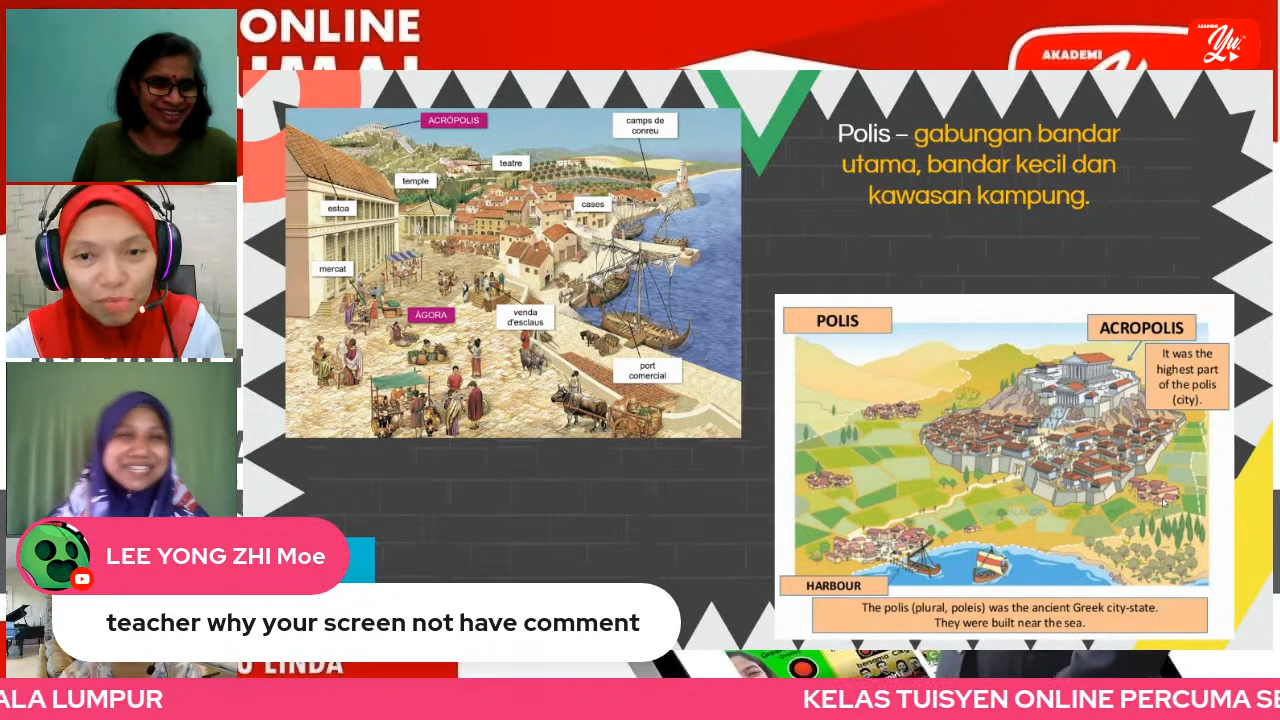 ONLINE
AKADEMI
AKADEMI
Yu.
ACRÒPOLIS
camps de
conreu
teatre
temple
cases
estoa
mercat
ÀGORA
venda
d'esclaus
port
comercial
Polis – gabungan bandar
utama, bandar kecil dan
kawasan kampung.
POLIS
ACROPOLIS
It was the
highest part
of the polis
(city).
HARBOUR
The polis (plural, poleis) was the ancient Greek city-state.
They were built near the sea.
LEE YONG ZHI Moe
teacher why your screen not have comment
U LINDA
ALA LUMPUR
KELAS TUISYEN ONLINE PERCUMA SE